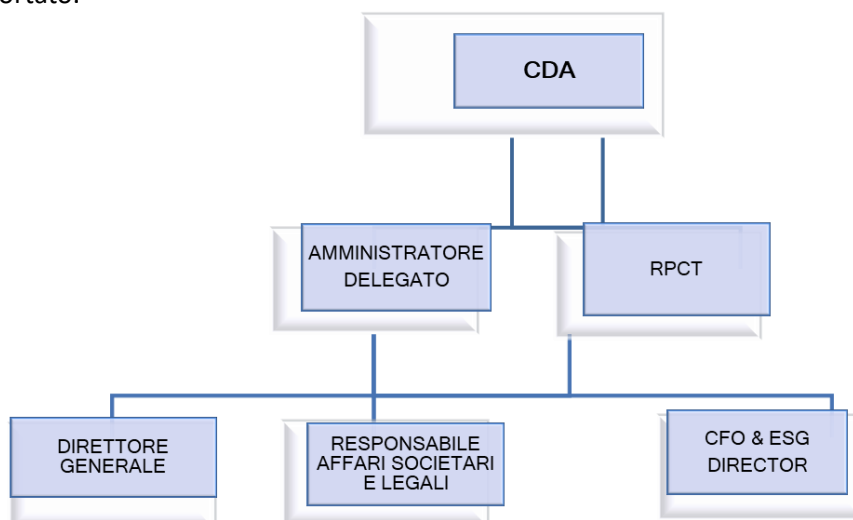 CDA
AMMINISTRATORE
DELEGATO
RPCT
DIRETTORE
GENERALE
RESPONSABILE
AFFARI SOCIETARI
E LEGALI
CFO & ESG
DIRECTOR